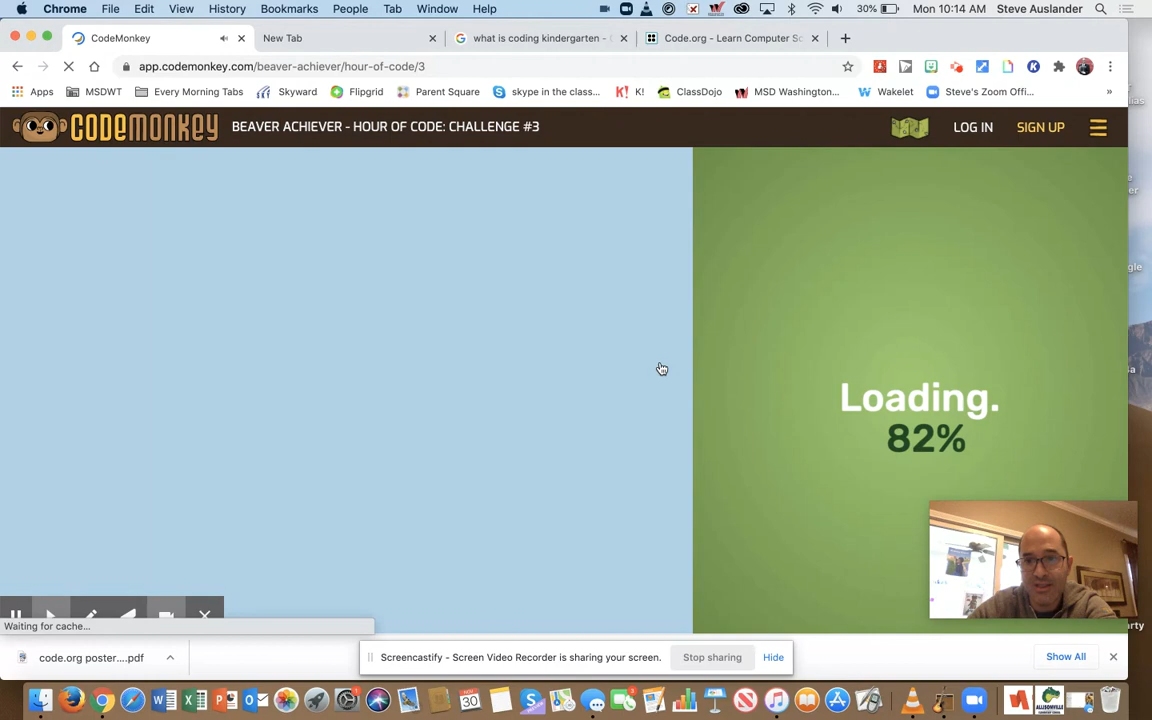 Chrome File Edit View History Bookmarks People Tab Window Help 30% Mon 10:14 AM Steve Auslander
CodeMonkey New Tab what is coding kindergarten - Code.org - Learn Computer Sc
app.codemonkey.com/beaver-achiever/hour-of-code/3
Apps MSDWT Every Morning Tabs Skyward Flipgrid Parent Square skype in the class... K! ClassDojo MSD Washington... Wakelet Steve's Zoom Offi... »
CODEMONKEY BEAVER ACHIEVER - HOUR OF CODE: CHALLENGE #3 LOG IN SIGN UP
Loading.
82%
Waiting for cache...
code.org poster....pdf Screencastify - Screen Video Recorder is sharing your screen. Stop sharing Hide Show All
NOV
30